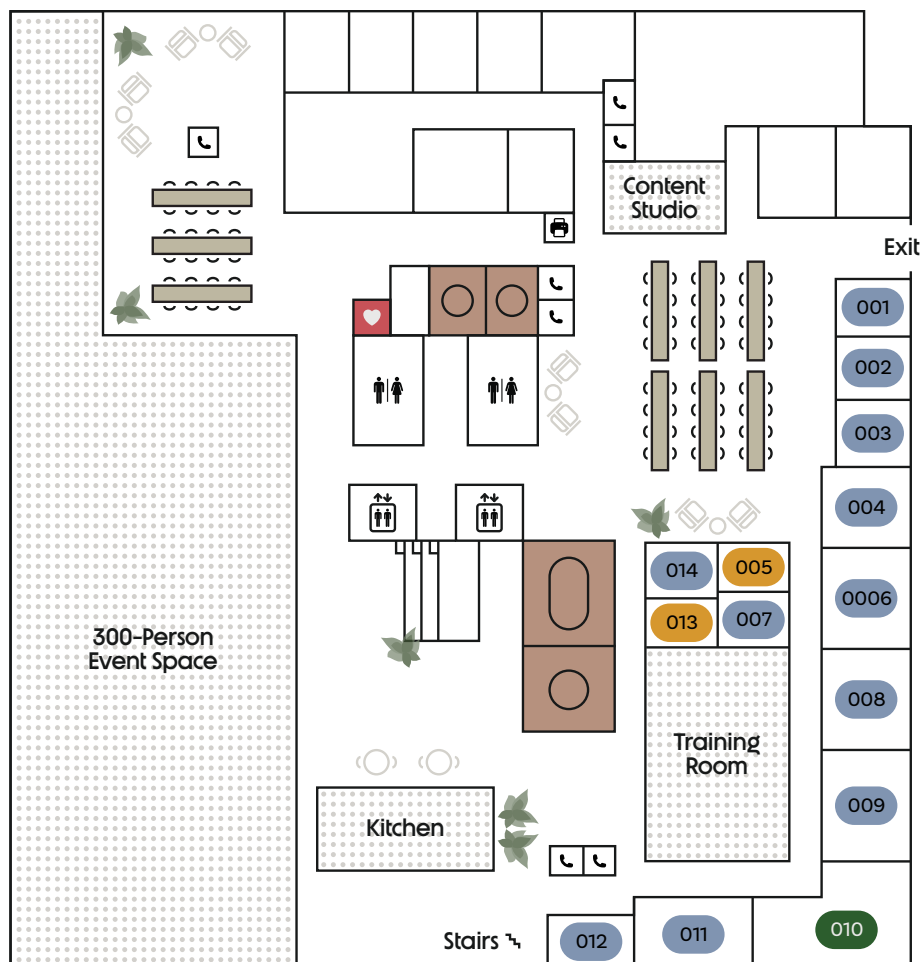 Content
Studio
Exit
001
002
003
004
014
005
013
007
0006
300-Person
Event Space
008
Training
Room
009
Kitchen
Stairs
012
011
010